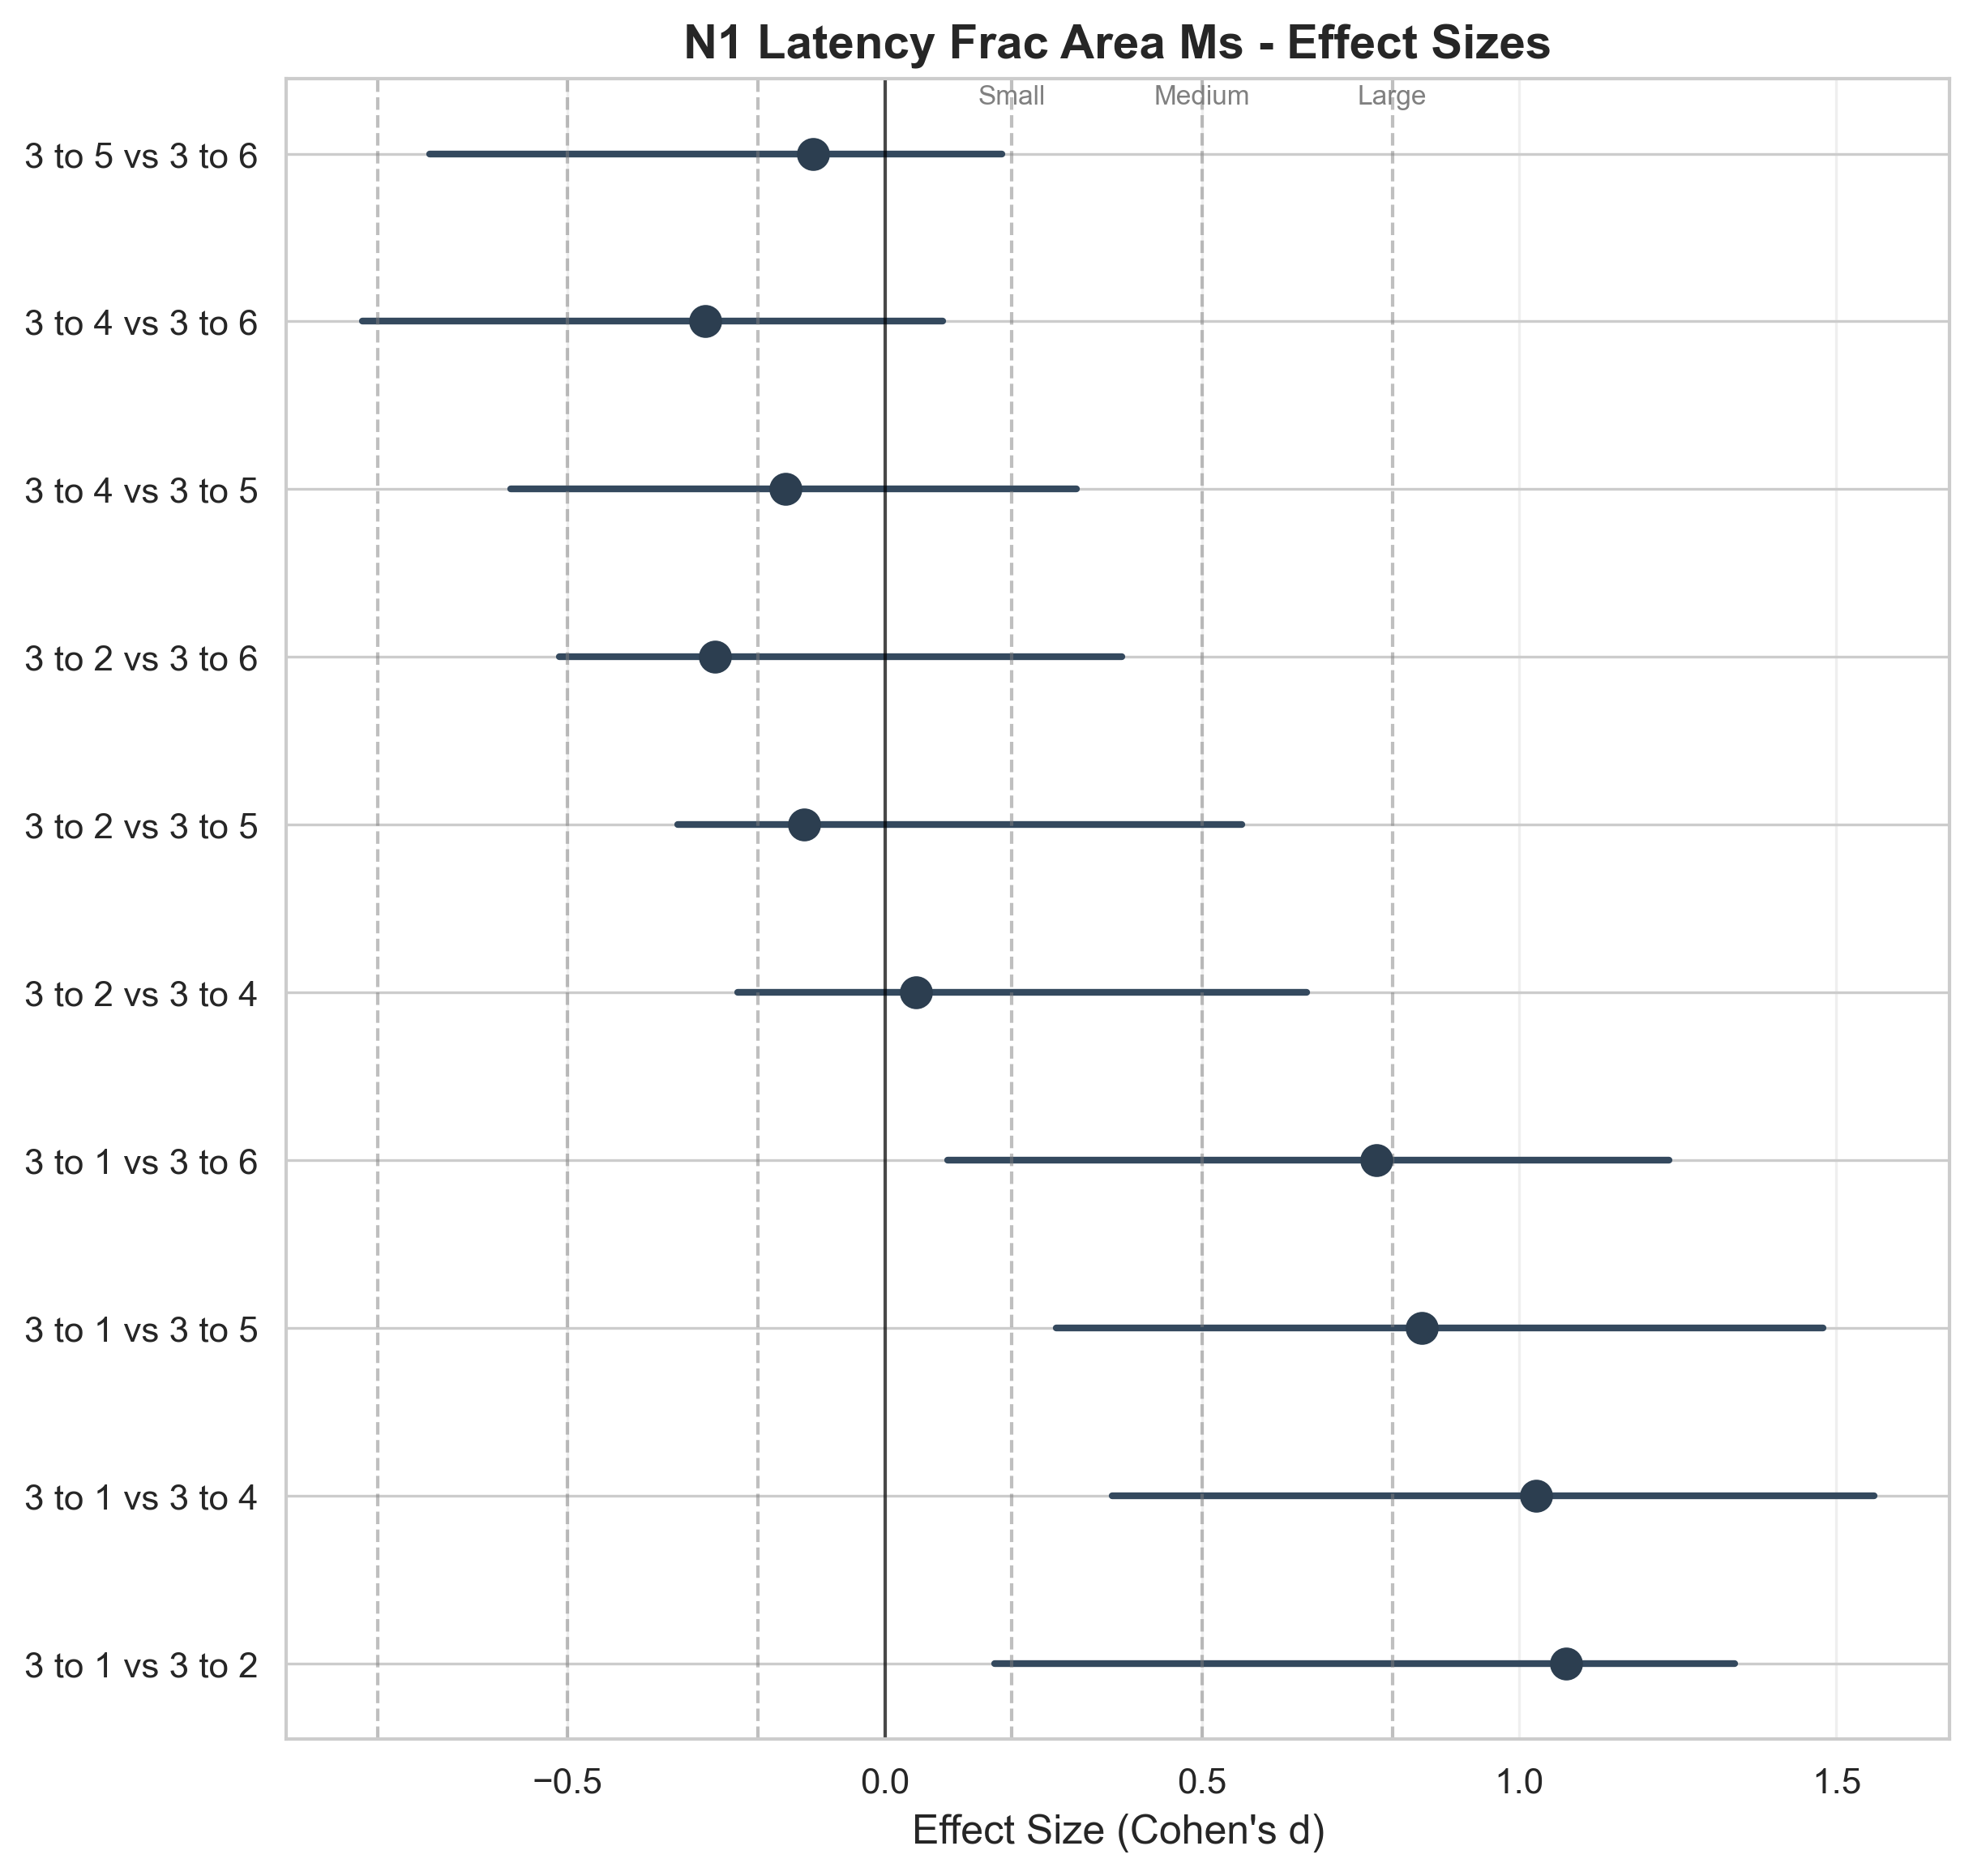 N1 Latency Frac Area Ms - Effect Sizes
Small Medium Large
3 to 5 vs 3 to 6
3 to 4 vs 3 to 6
3 to 4 vs 3 to 5
3 to 2 vs 3 to 6
3 to 2 vs 3 to 5
3 to 2 vs 3 to 4
3 to 1 vs 3 to 6
3 to 1 vs 3 to 5
3 to 1 vs 3 to 4
3 to 1 vs 3 to 2
−0.5 0.0 0.5 1.0 1.5
Effect Size (Cohen's d)